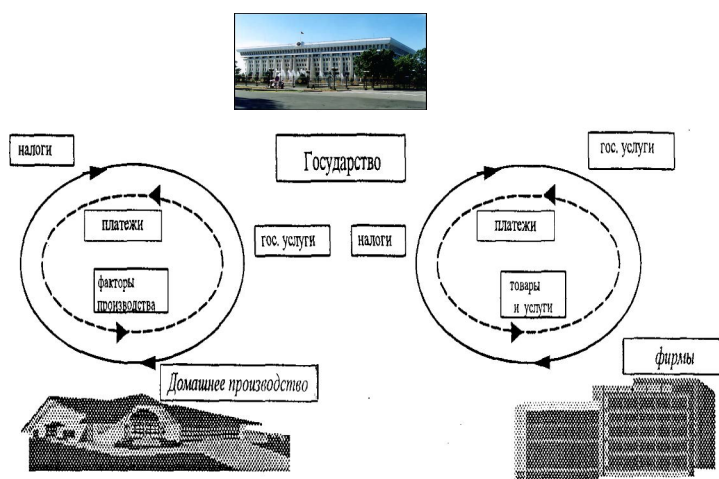 налоги
Государство
гос. услуги
платежи
гос. услуги
налоги
платежи
факторы
производства
товары
и услуги
Домашнее производство
фирмы